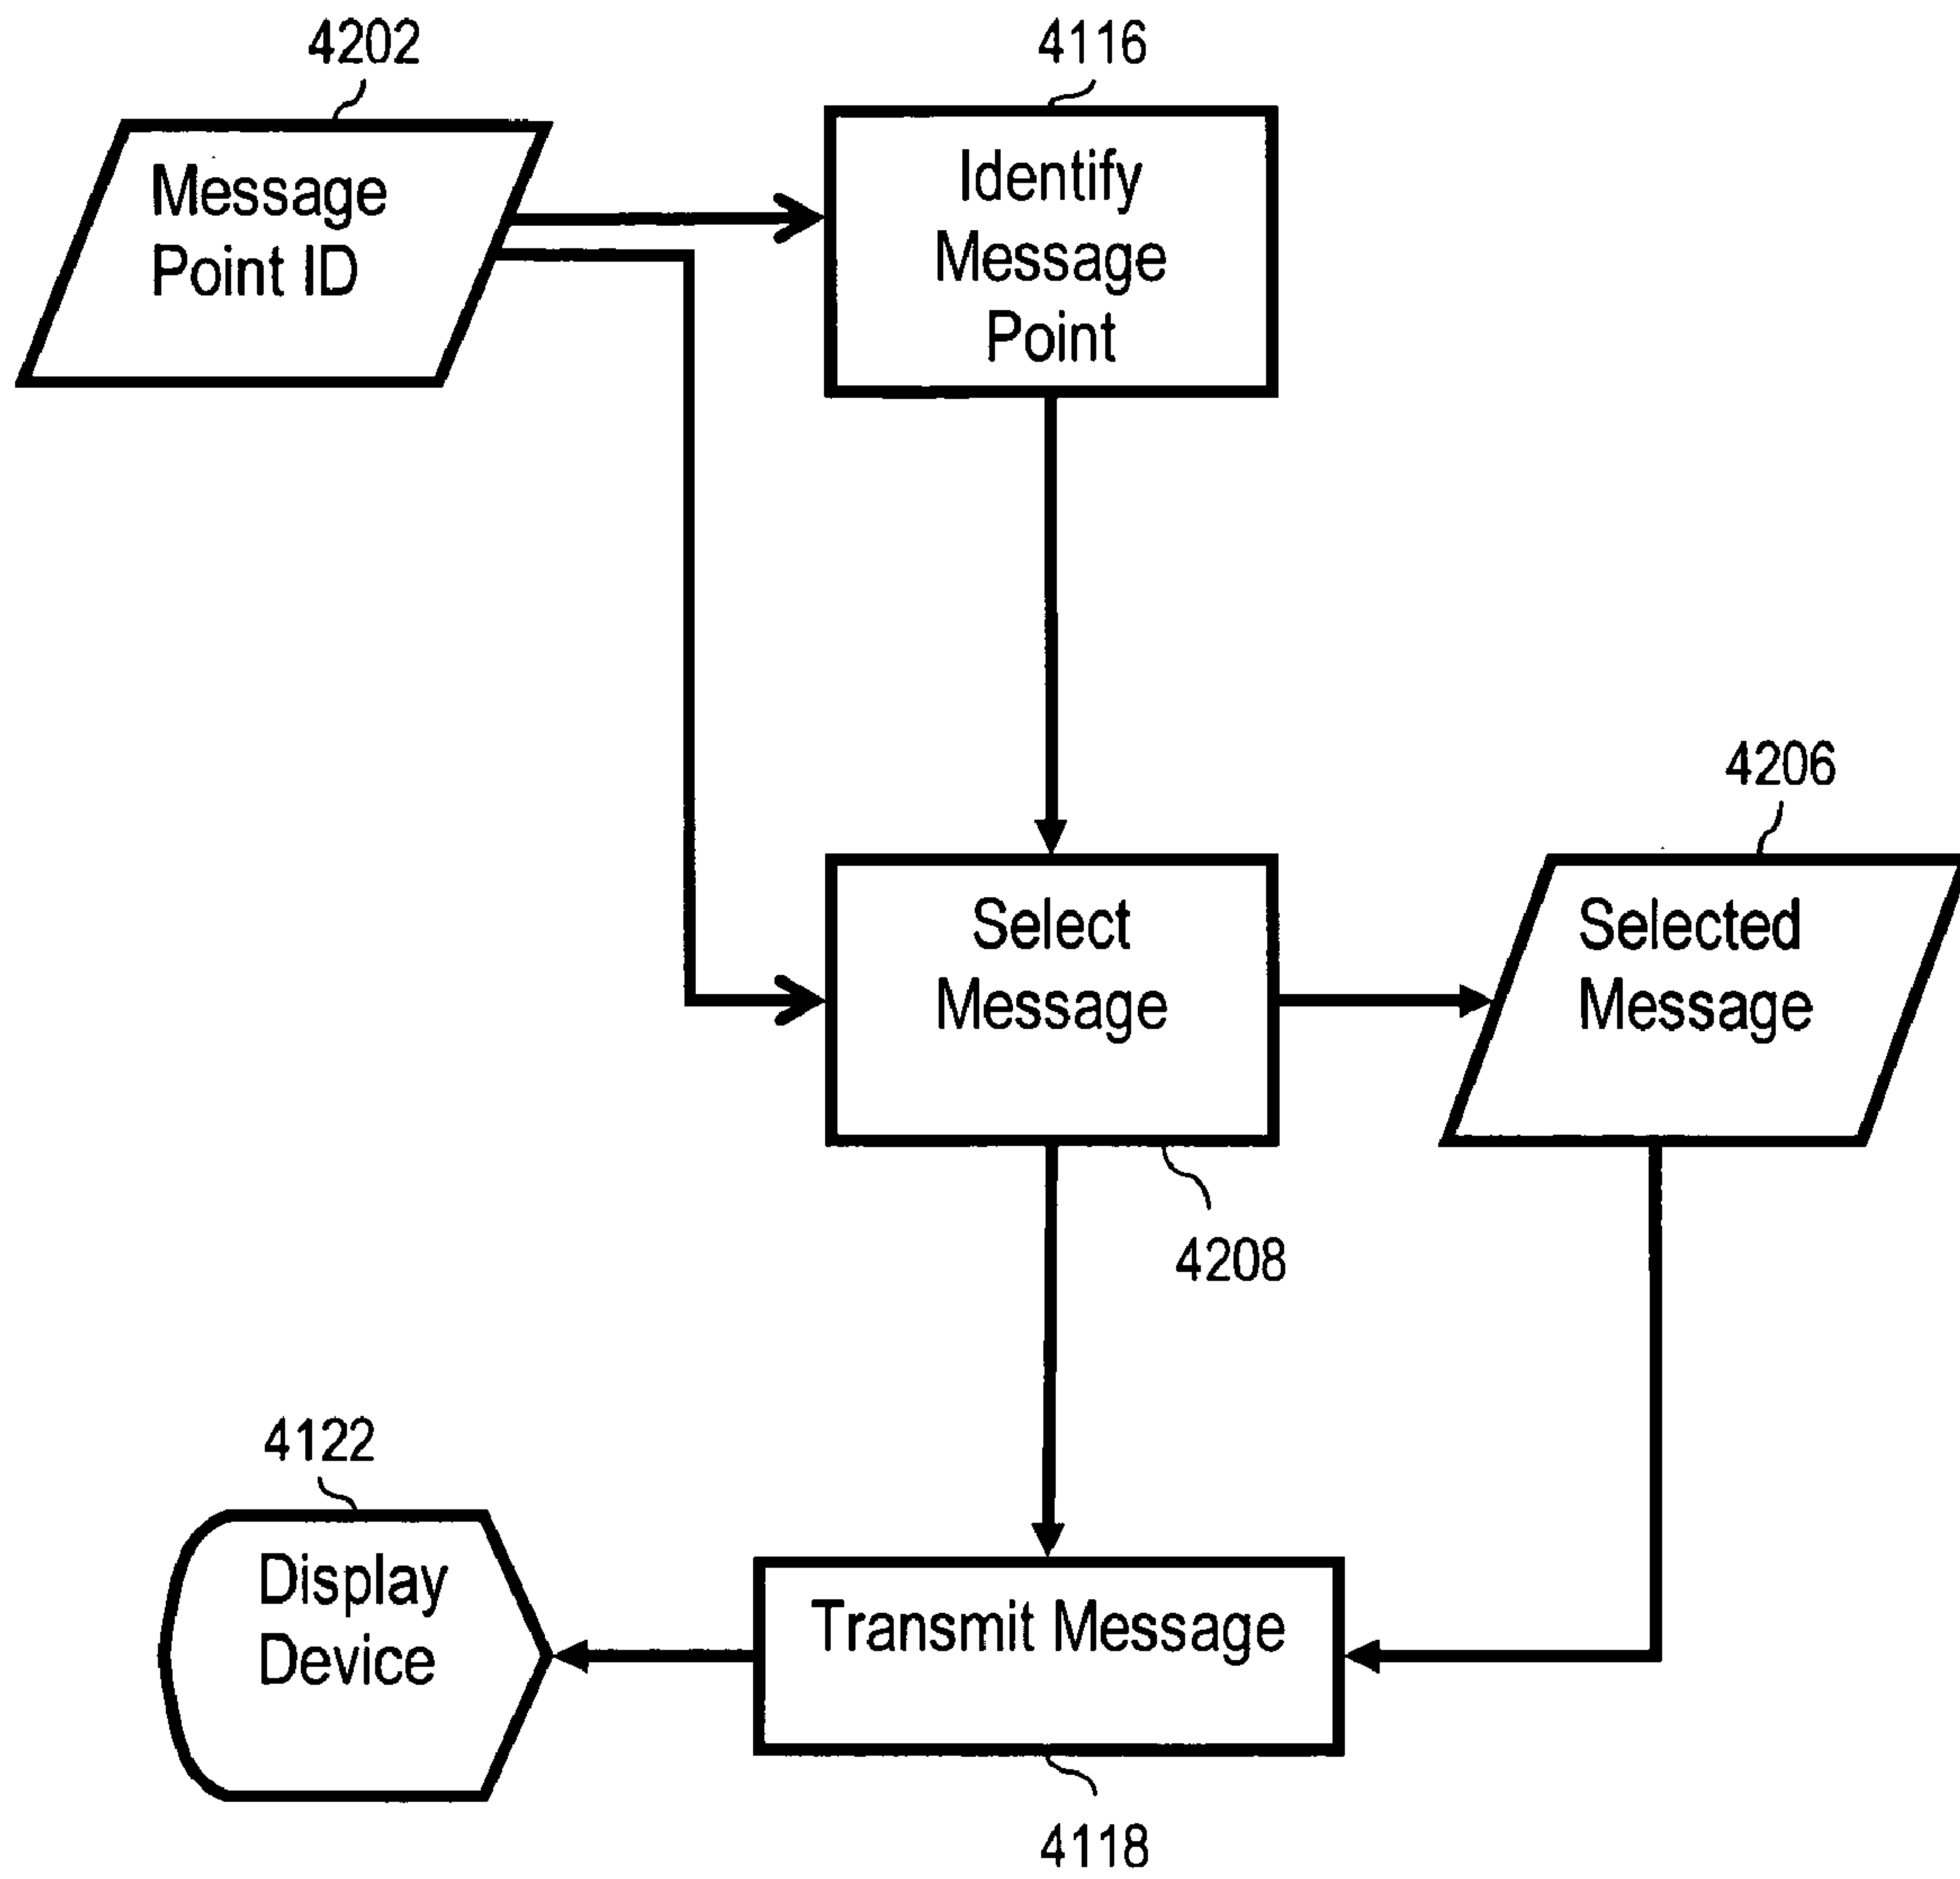 4202
Message
Point ID
4116
Identify
Message
Point
4206
Select
Message
Selected
Message
4208
4122
Display
Device
Transmit Message
4118